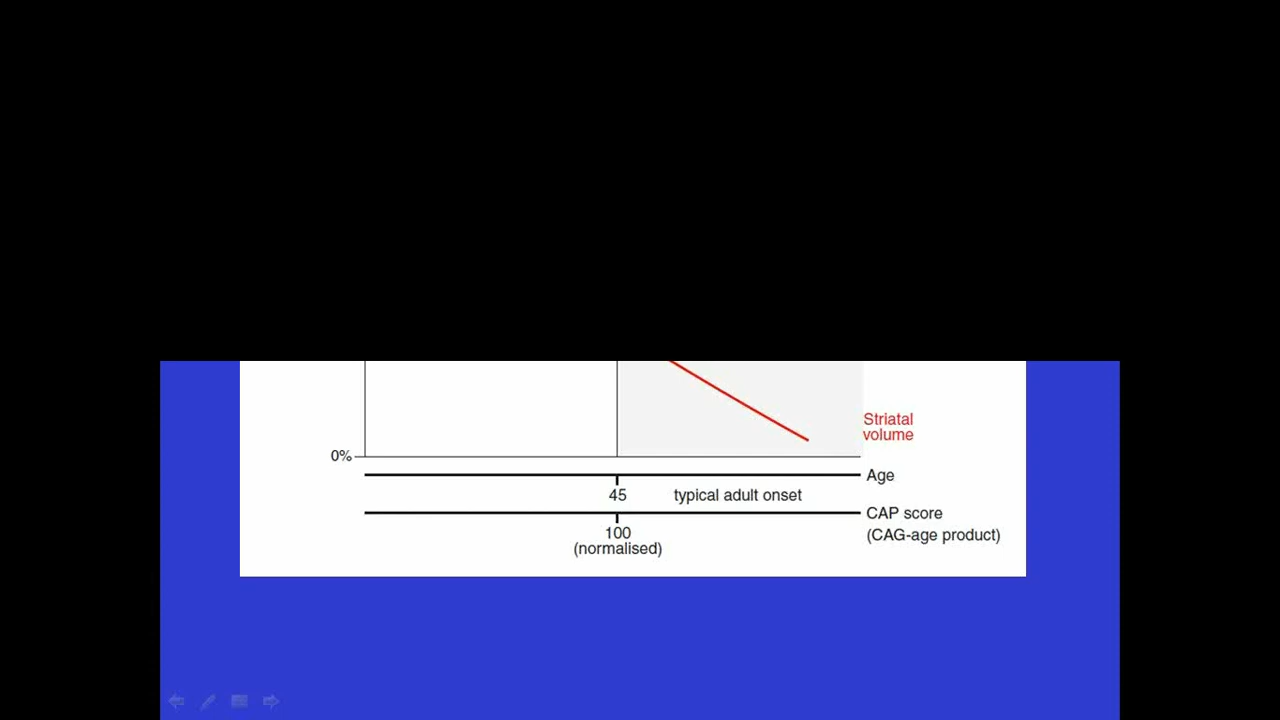 Striatal
volume
0%
Age
45 typical adult onset
CAP score
100
(CAG-age product)
(normalised)